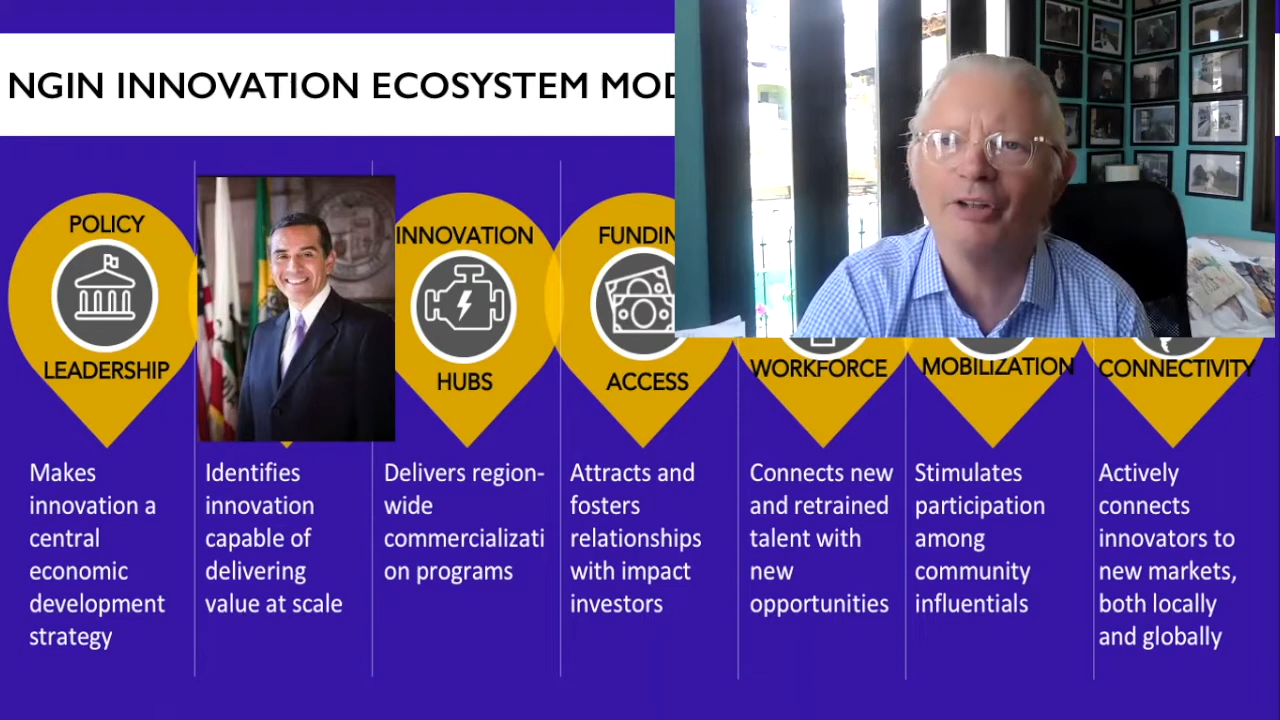 NGIN INNOVATION ECOSYSTEM
POLICY
LEADERSHIP
INNOVATION
HUBS
ACCESS
WORKFORCE
MOBILIZATION
CONNECTIVITY
Makes
innovation a
central
economic
development
strategy
Identifies
innovation
capable of
delivering
value at scale
Delivers region-
wide
commercializati
on programs
Attracts and
fosters
relationships
with impact
investors
Connects new
and retrained
talent with
new
opportunities
Stimulates
participation
among
community
influentials
Actively
connects
innovators to
new markets,
both locally
and globally